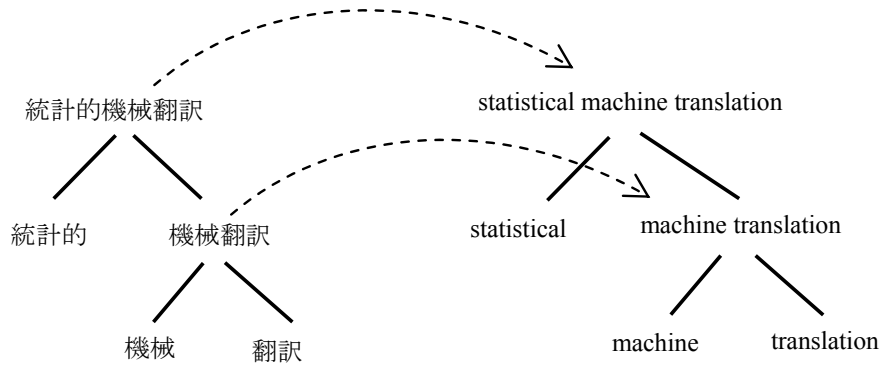 統計的機械翻訳
statistical machine translation
統計的
機械翻訳
statistical
machine translation
機械
翻訳
machine
translation